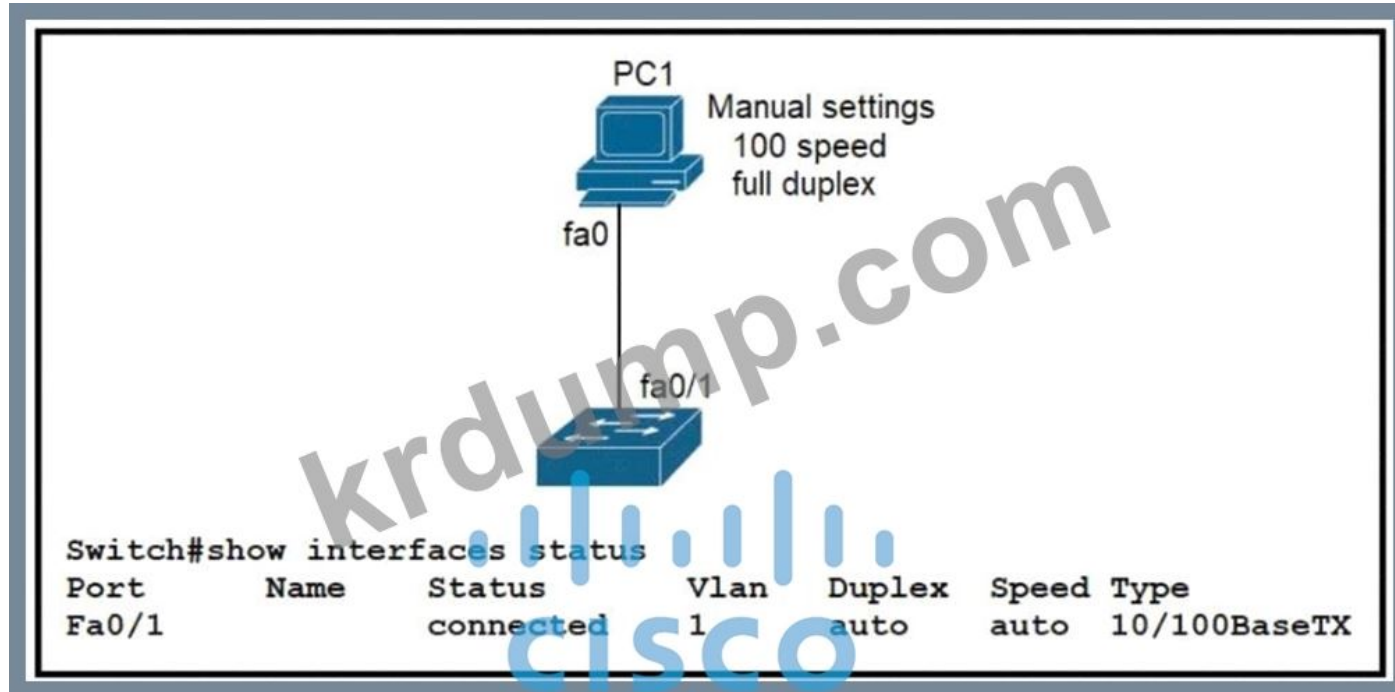 PC1
Manual settings
100 speed
full duplex
fa0
fa0/1
krdump.com
Switch#show interfaces status
Port Name Status Vlan Duplex Speed Type
Fa0/1 connected 1 auto auto 10/100BaseTX
CISCO